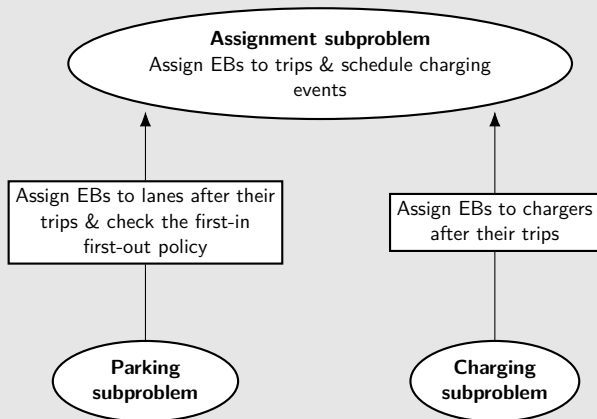 Assignment subproblem
Assign EBs to trips & schedule charging
events
Assign EBs to lanes after their
trips & check the first-in
first-out policy
Assign EBs to chargers
after their trips
Parking
subproblem
Charging
subproblem